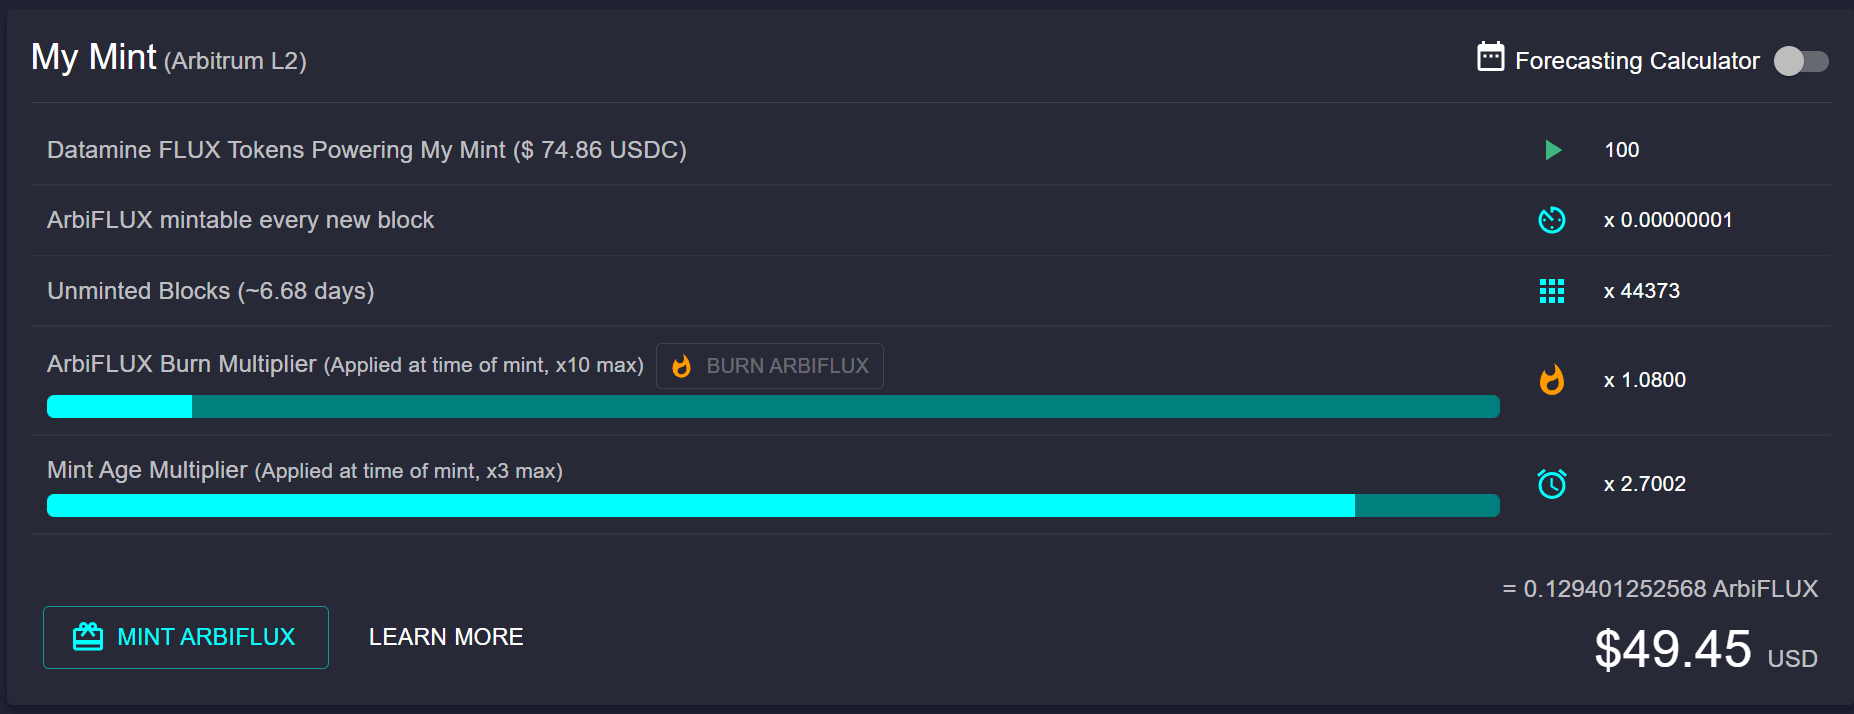 My Mint (Arbitrum L2)
Forecasting Calculator
Datamine FLUX Tokens Powering My Mint ($ 74.86 USDC)
100
ArbiFLUX mintable every new block
x 0.00000001
Unminted Blocks (~6.68 days)
x 44373
ArbiFLUX Burn Multiplier (Applied at time of mint, x10 max)
BURN ARBIFLUX
x 1.0800
Mint Age Multiplier (Applied at time of mint, x3 max)
x 2.7002
= 0.129401252568 ArbiFLUX
MINT ARBIFLUX
LEARN MORE
$49.45 USD